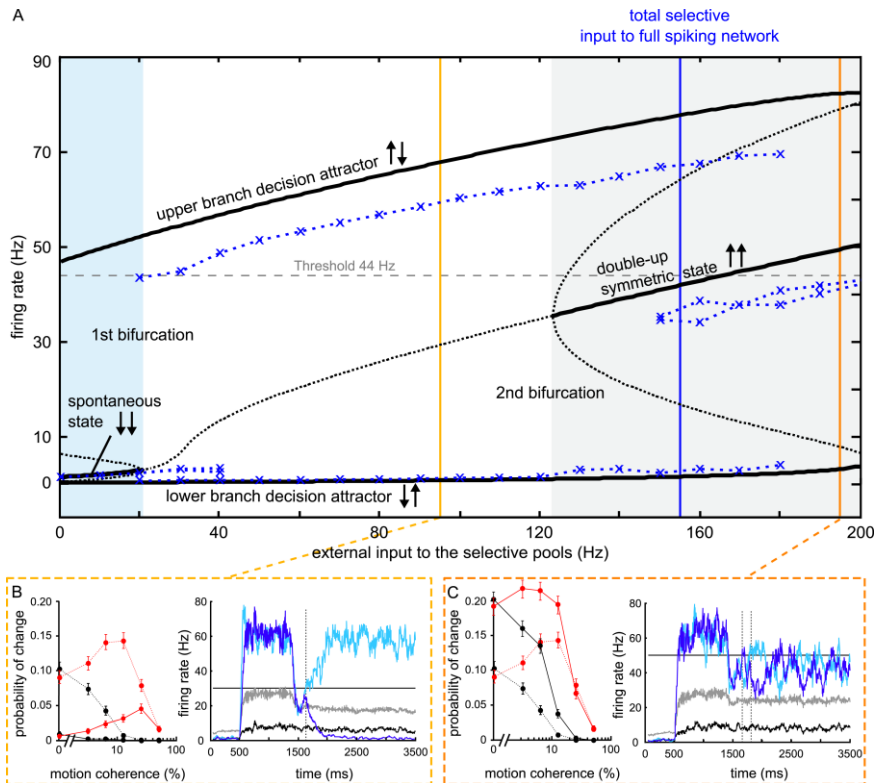 A
total selective
input to full spiking network
90
70
50
30
10
0
firing rate (Hz)
upper branch decision attractor
Threshold 44 Hz
double-up
symmetric state
1st bifurcation
2nd bifurcation
spontaneous
state
lower branch decision attractor
0 40 80 120 160 200
external input to the selective pools (Hz)
B
0.20
0.15
0.10
0.05
0
probability of change
0 10 100
motion coherence (%)
80
60
40
20
0
firing rate (Hz)
0 500 1500 2500 3500
time (ms)
C
0.20
0.15
0.10
0.05
0
probability of change
0 10 100
motion coherence (%)
80
60
40
20
0
firing rate (Hz)
0 500 1500 2500 3500
time (ms)